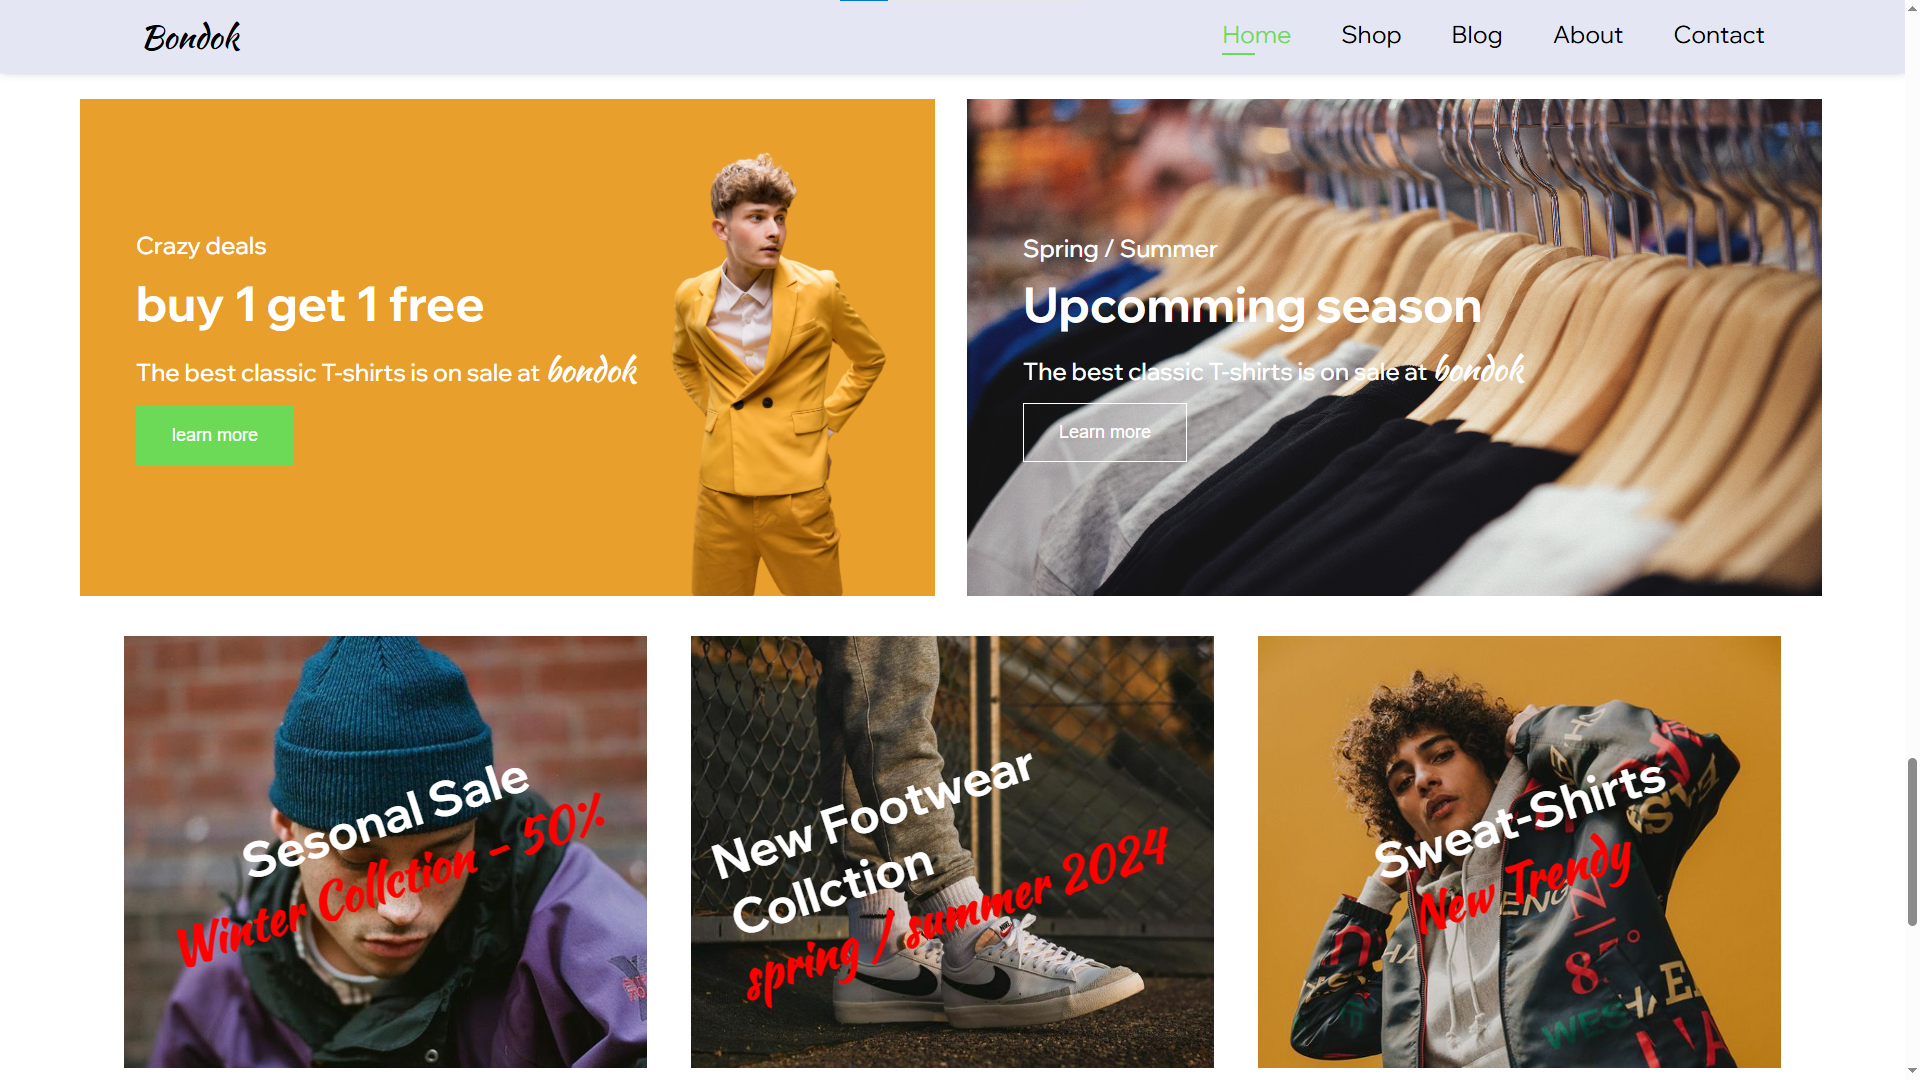 Bondok
Home
Shop
Blog
About
Contact
Crazy deals
buy 1 get 1 free
The best classic T-shirts is on sale at bondok
learn more
Spring / Summer
Upcomming season
The best classic T-shirts is on sale at bondok
Learn more
Sesonal Sale
Winter Collction - 50%
New Footwear
Collction
spring / summer 2024
Sweat-Shirts
New Trendy